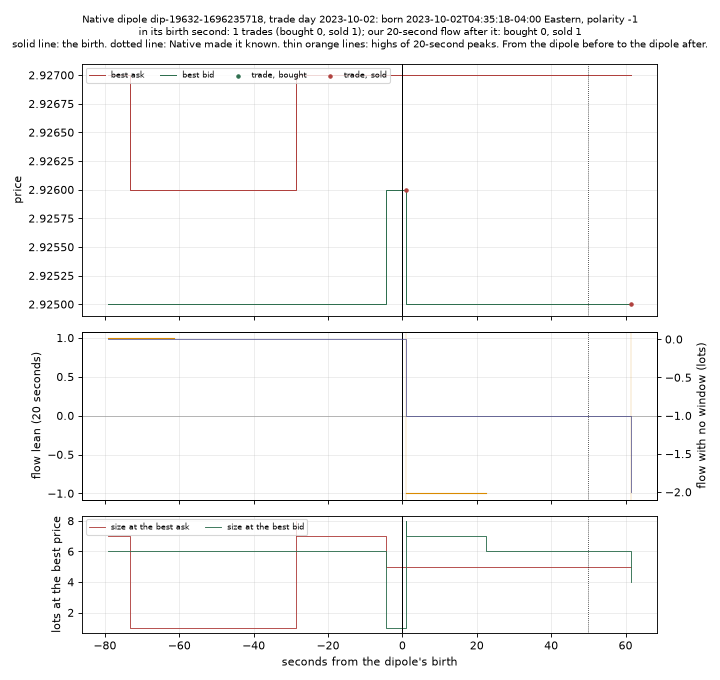 Native dipole dip-19632-1696235718, trade day 2023-10-02: born 2023-10-02T04:35:18-04:00 Eastern, polarity -1
in its birth second: 1 trades (bought 0, sold 1); our 20-second flow after it: bought 0, sold 1
solid line: the birth. dotted line: Native made it known. thin orange lines: highs of 20-second peaks. From the dipole before to the dipole after.
best ask
best bid
trade, bought
trade, sold
2.92700
2.92675
2.92650
2.92625
2.92600
2.92575
2.92550
2.92525
2.92500
price
1.0
0.5
0.0
−0.5
−1.0
flow lean (20 seconds)
0.0
−0.5
−1.0
−1.5
−2.0
flow with no window (lots)
size at the best ask
size at the best bid
8
6
4
2
lots at the best price
−80
−60
−40
−20
0
20
40
60
seconds from the dipole's birth